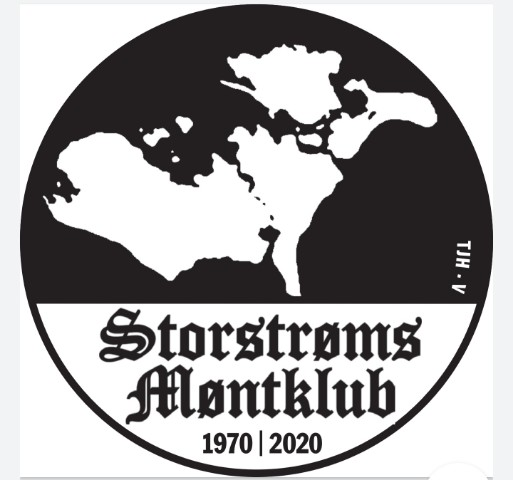 TJH · V
Storstrøms
Møntklub
1970 | 2020